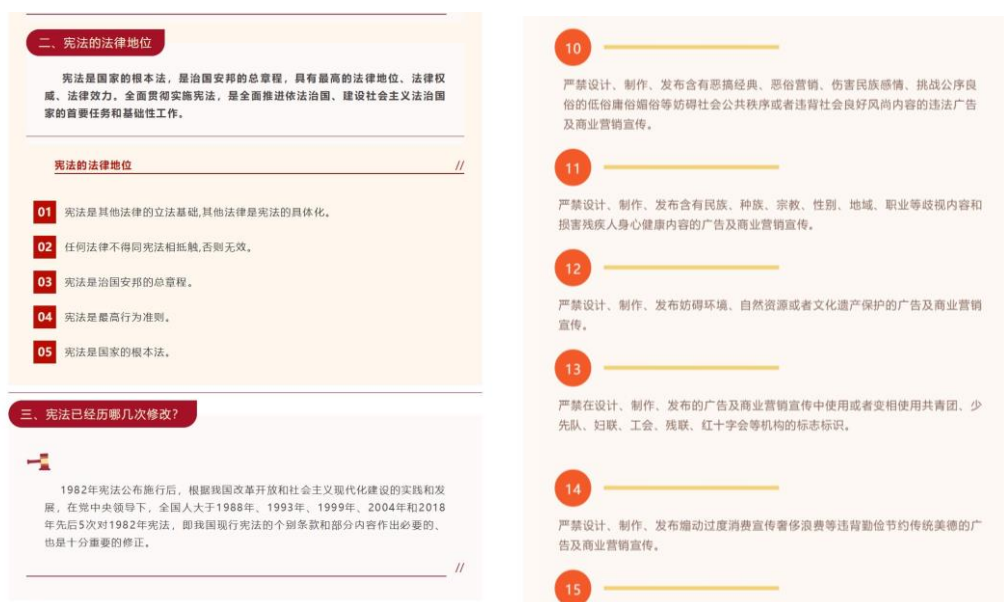 二、宪法的法律地位
宪法是国家的根本法，是治国安邦的总章程，具有最高的法律地位、法律权
威、法律效力。全面贯彻实施宪法，是全面推进依法治国、建设社会主义法治国
家的首要任务和基础性工作。
宪法的法律地位 //
01 宪法是其他法律的立法基础,其他法律是宪法的具体化。
02 任何法律不得同宪法相抵触,否则无效。
03 宪法是治国安邦的总章程。
04 宪法是最高行为准则。
05 宪法是国家的根本法。
三、宪法已经历哪几次修改？
1982年宪法公布施行后，根据我国改革开放和社会主义现代化建设的实践和发
展，在党中央领导下，全国人大于1988年、1993年、1999年、2004年和2018
年先后5次对1982年宪法，即我国现行宪法的个别条款和部分内容作出必要的、
也是十分重要的修正。
//
10
严禁设计、制作、发布含有恶搞经典、恶俗营销、伤害民族感情、挑战公序良
俗的低俗庸俗媚俗等妨碍社会公共秩序或者违背社会良好风尚内容的违法广告
及商业营销宣传。
11
严禁设计、制作、发布含有民族、种族、宗教、性别、地域、职业等歧视内容和
损害残疾人身心健康内容的广告及商业营销宣传。
12
严禁设计、制作、发布妨碍环境、自然资源或者文化遗产保护的广告及商业营销
宣传。
13
严禁在设计、制作、发布的广告及商业营销宣传中使用或者变相使用共青团、少
先队、妇联、工会、残联、红十字会等机构的标志标识。
14
严禁设计、制作、发布煽动过度消费宣传奢侈浪费等违背勤俭节约传统美德的广
告及商业营销宣传。
15